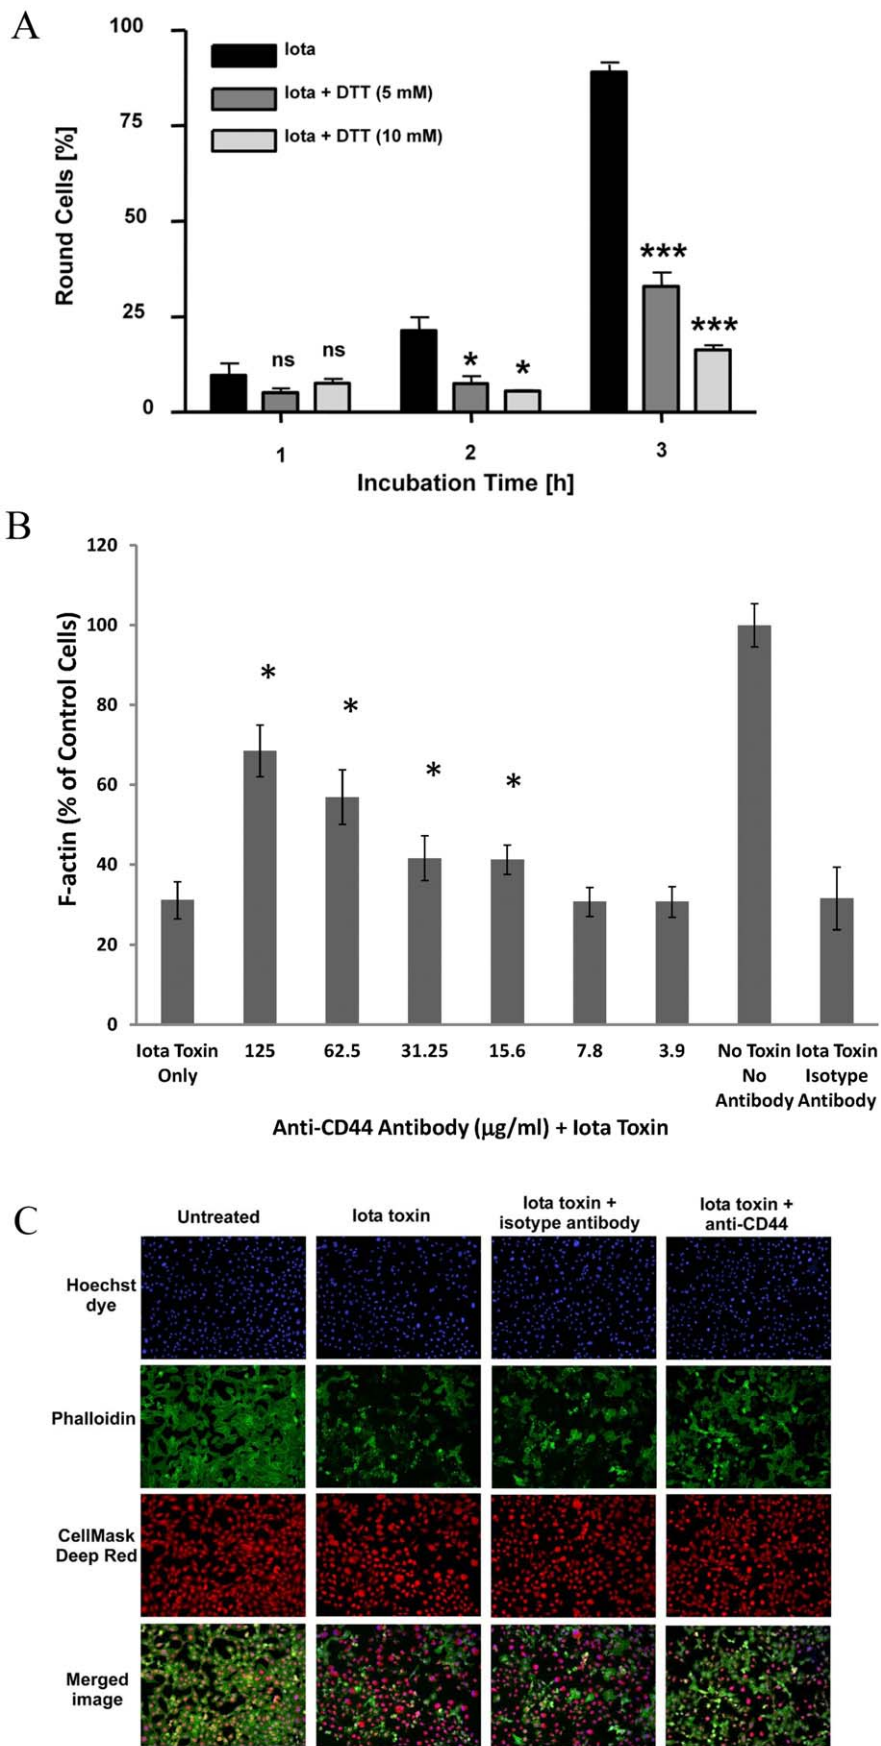 A
100
75
50
25
0
Round Cells [%]
Iota
Iota + DTT (5 mM)
Iota + DTT (10 mM)
ns
ns
*
*
***
***
1
2
3
Incubation Time [h]
B
120
100
80
60
40
20
0
F-actin (% of Control Cells)
*
*
*
*
Iota Toxin
Only
125
62.5
31.25
15.6
7.8
3.9
No Toxin
No
Antibody
Iota Toxin
Isotype
Antibody
Anti-CD44 Antibody (μg/ml) + Iota Toxin
C
Untreated
Iota toxin
Iota toxin +
isotype antibody
Iota toxin +
anti-CD44
Hoechst
dye
Phalloidin
CellMask
Deep Red
Merged
image